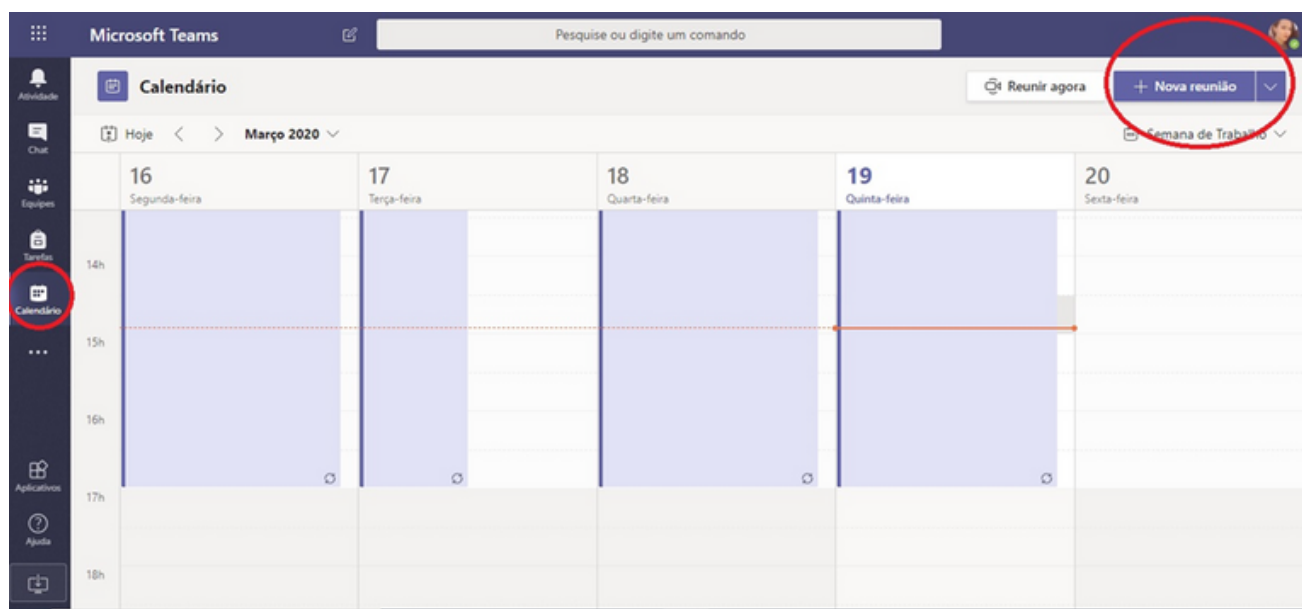 Microsoft Teams
Pesquise ou digite um comando
Atividade
Chat
Equipes
Tarefas
Calendário
Aplicativos
Ajuda
Calendário
Reunir agora
+ Nova reunião
Hoje < > Março 2020
Semana de Trabalho
16 17 18 19 20
Segunda-feira Terça-feira Quarta-feira Quinta-feira Sexta-feira
14h
15h
16h
17h
18h